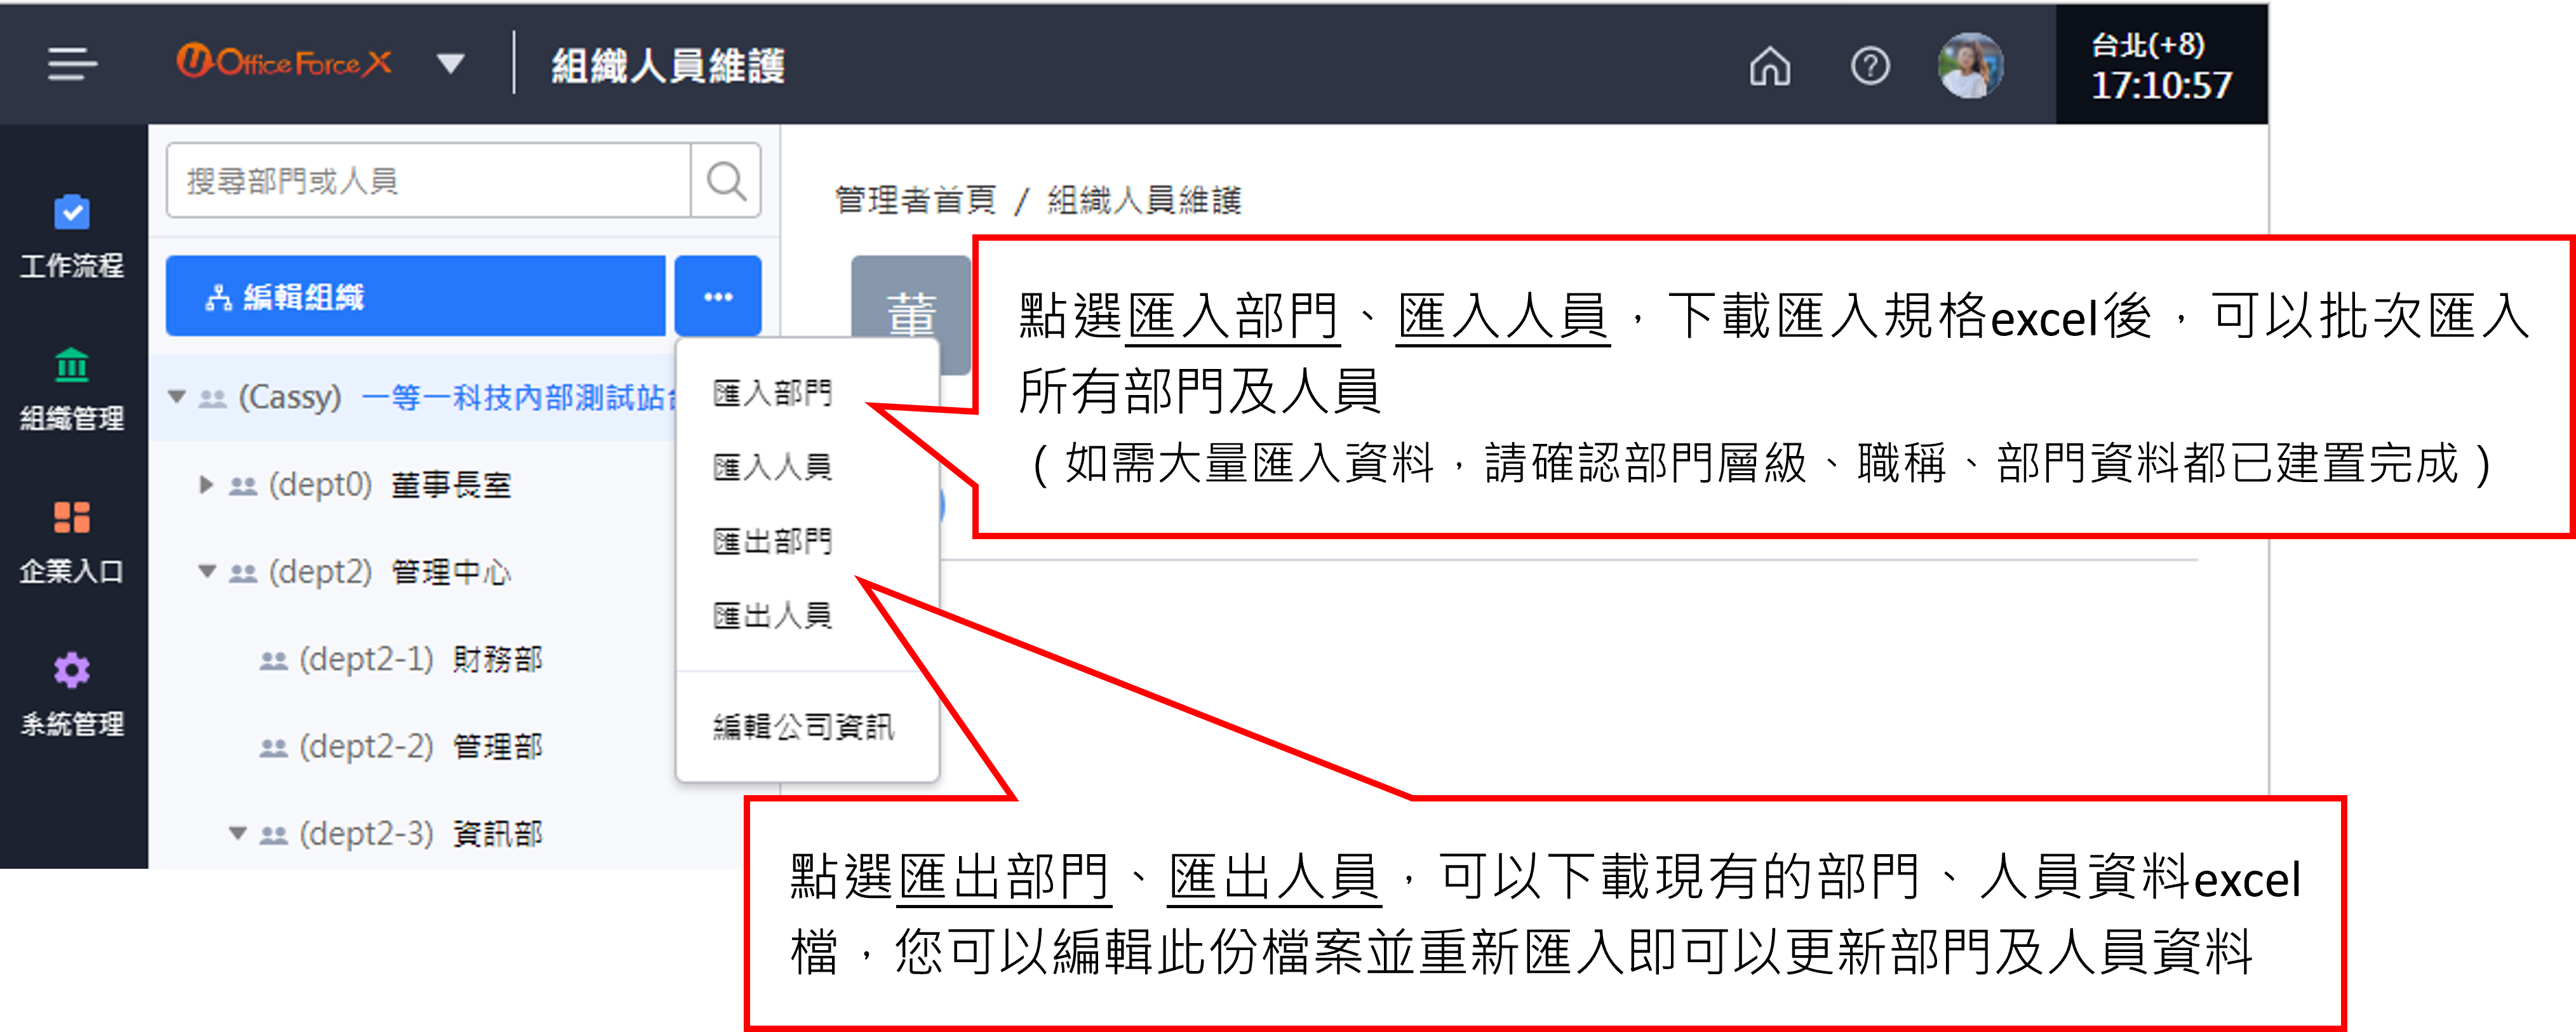 U-Office Force X
組織人員維護
台北(+8)
17:10:57
工作流程
組織管理
企業入口
系統管理
搜尋部門或人員
編輯組織
(Cassy) 一等一科技內部測試站台
(dept0) 董事長室
(dept2) 管理中心
(dept2-1) 財務部
(dept2-2) 管理部
(dept2-3) 資訊部
匯入部門
匯入人員
匯出部門
匯出人員
編輯公司資訊
管理者首頁 / 組織人員維護
董
點選匯入部門、匯入人員，下載匯入規格excel後，可以批次匯入
所有部門及人員
（如需大量匯入資料，請確認部門層級、職稱、部門資料都已建置完成）
點選匯出部門、匯出人員，可以下載現有的部門、人員資料excel
檔，您可以編輯此份檔案並重新匯入即可以更新部門及人員資料